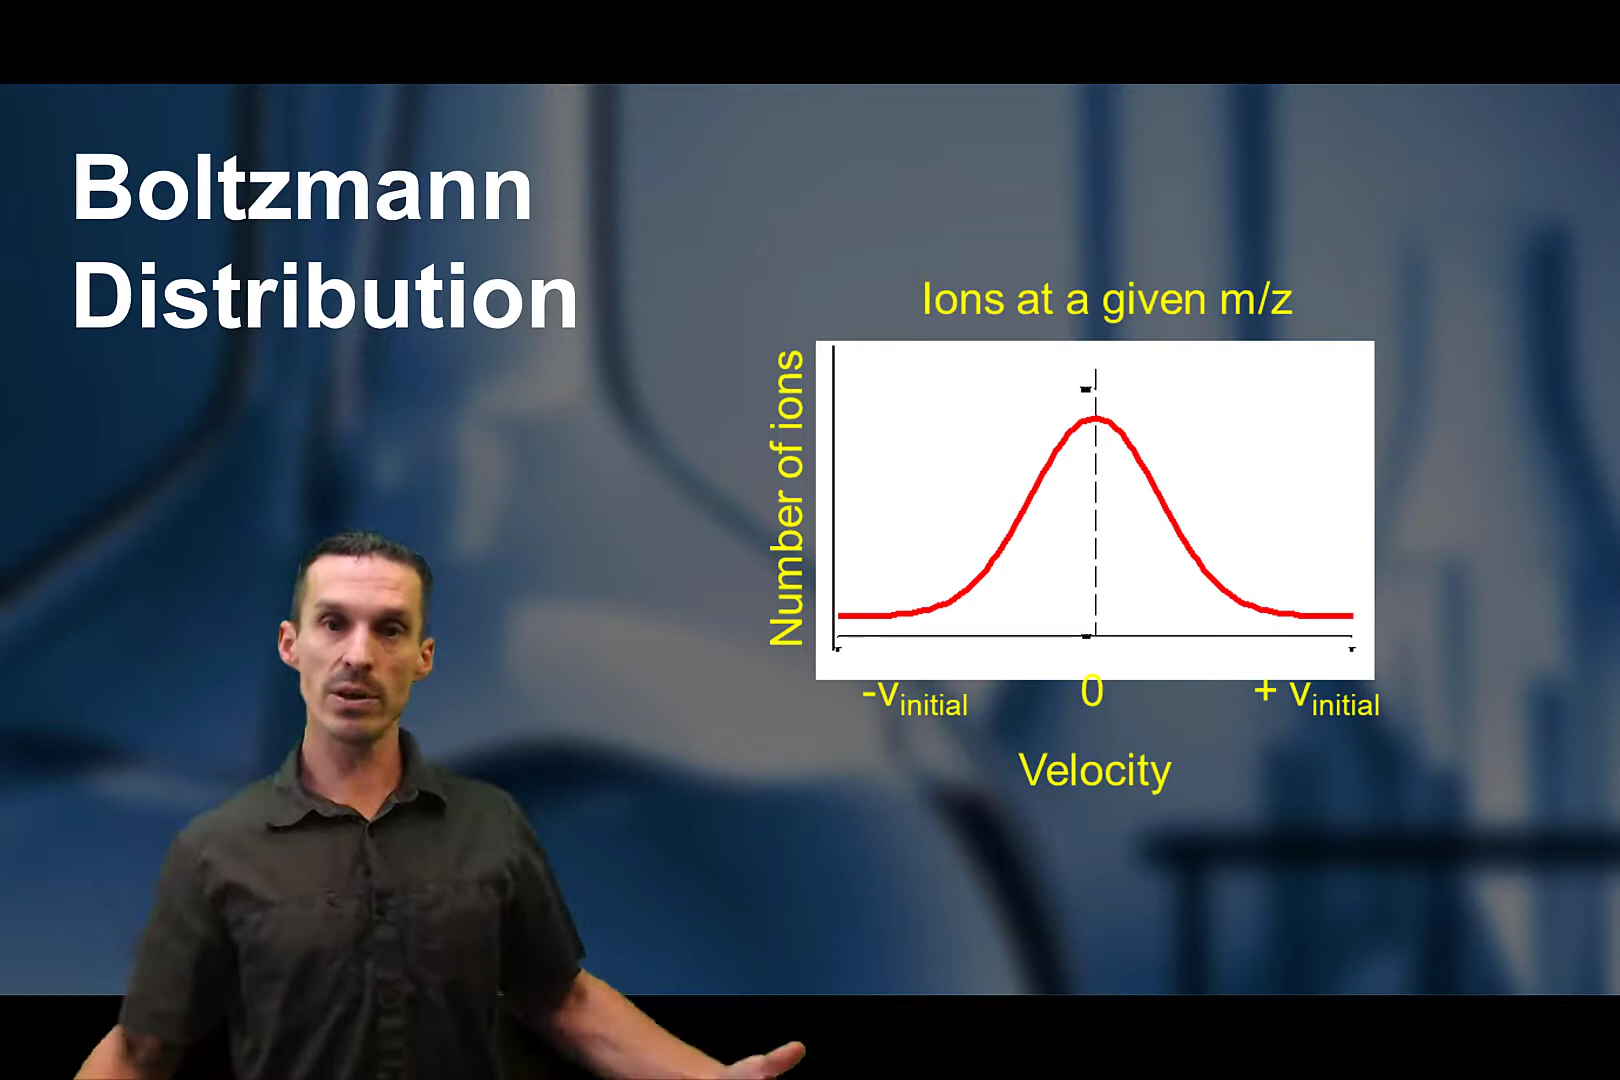 Boltzmann
Distribution
Ions at a given m/z
Number of ions
-vinitial 0 + vinitial
Velocity